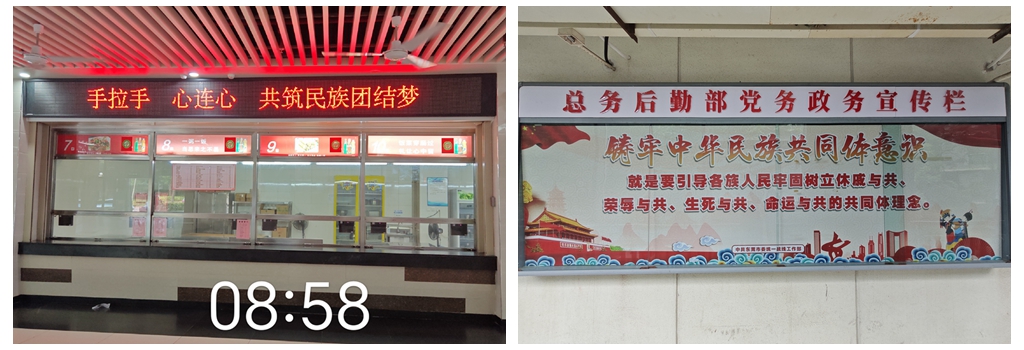 手拉手 心连心 共筑民族团结梦
7
8
9
08:58
总务后勤部党务政务宣传栏
铸牢中华民族共同体意识
就是要引导各族人民牢固树立休戚与共、
荣辱与共、生死与共、命运与共的共同体理念。